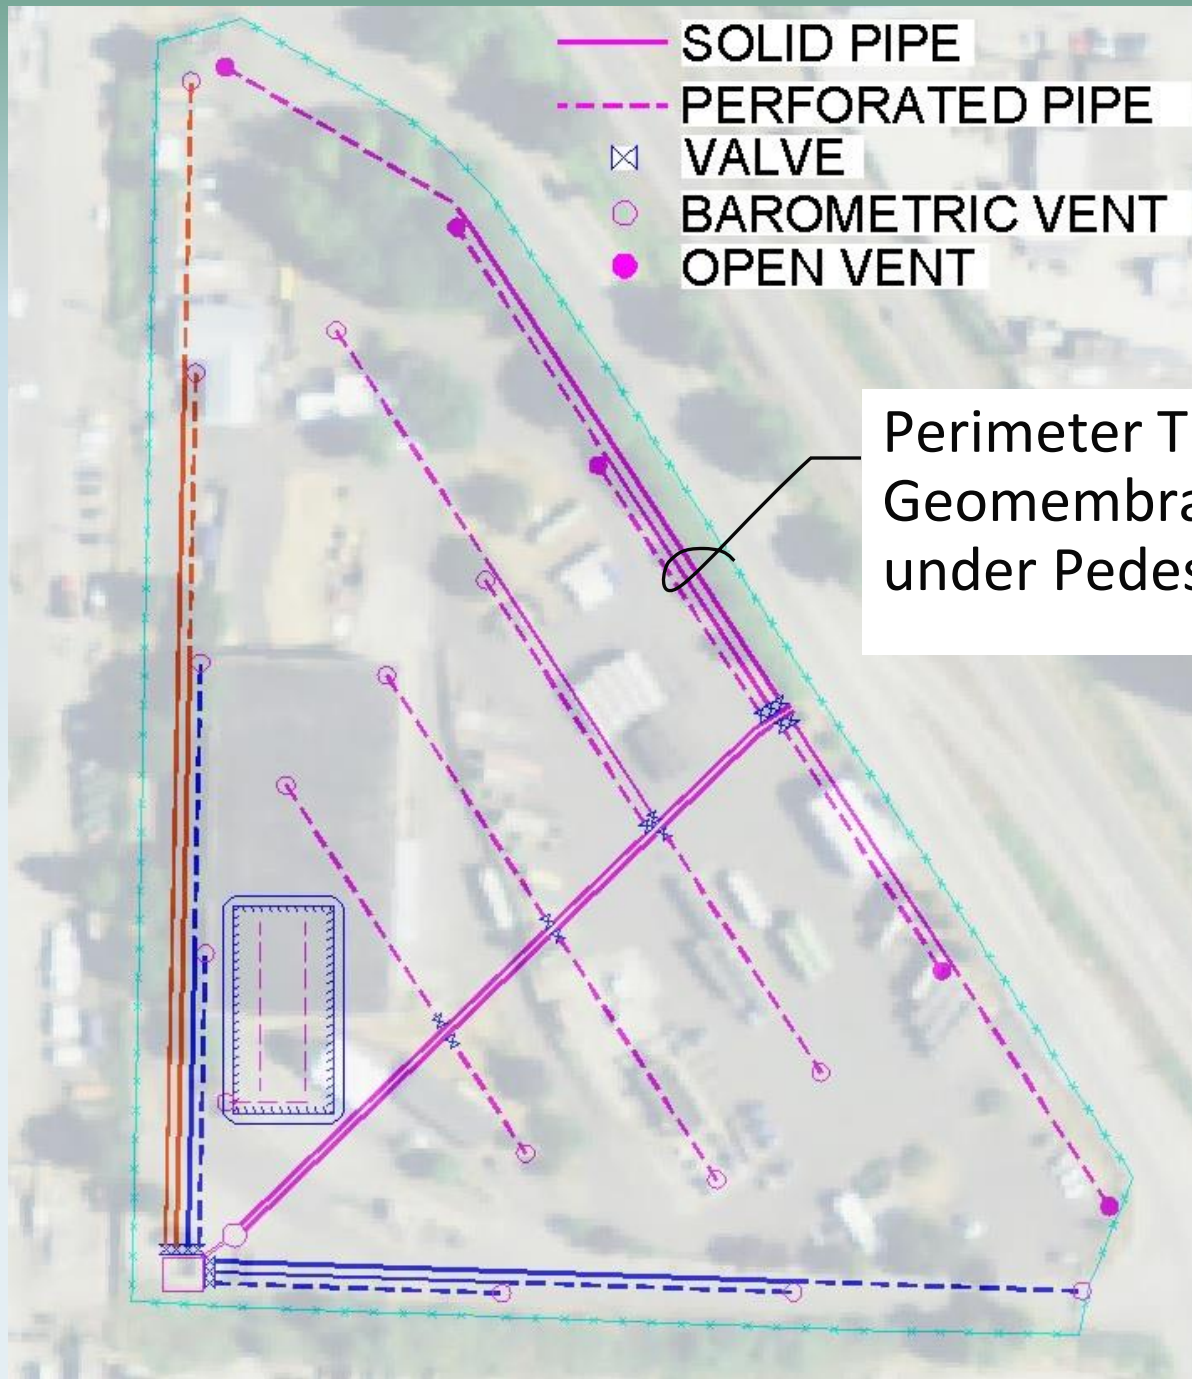 SOLID PIPE
PERFORATED PIPE
VALVE
BAROMETRIC VENT
OPEN VENT
Perimeter
Geomembra
under Pedes